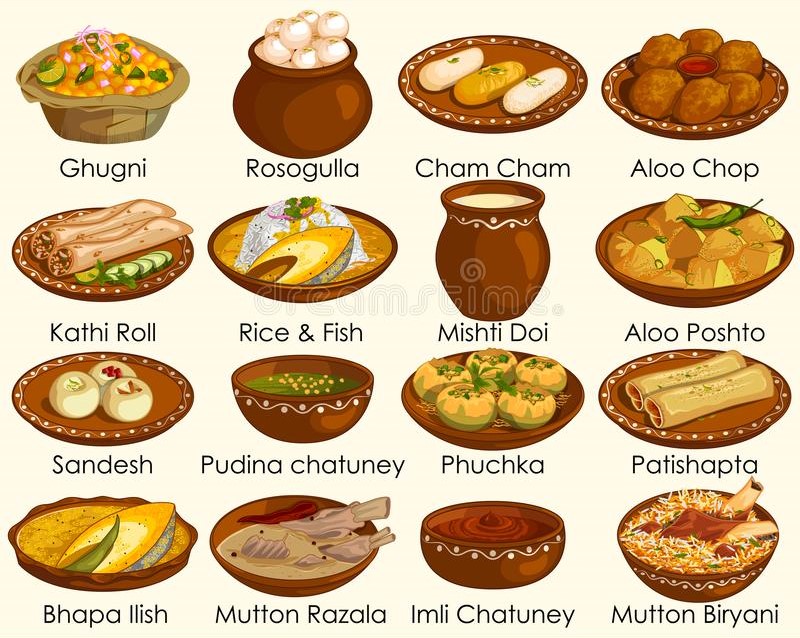 Ghugni
Rosogulla
Cham Cham
Aloo Chop
Kathi Roll
Rice & Fish
Mishti Doi
Aloo Poshto
Sandesh
Pudina chatuney
Phuchka
Patishapta
Bhapa Ilish
Mutton Razala
Imli Chatuney
Mutton Biryani
dreamstime